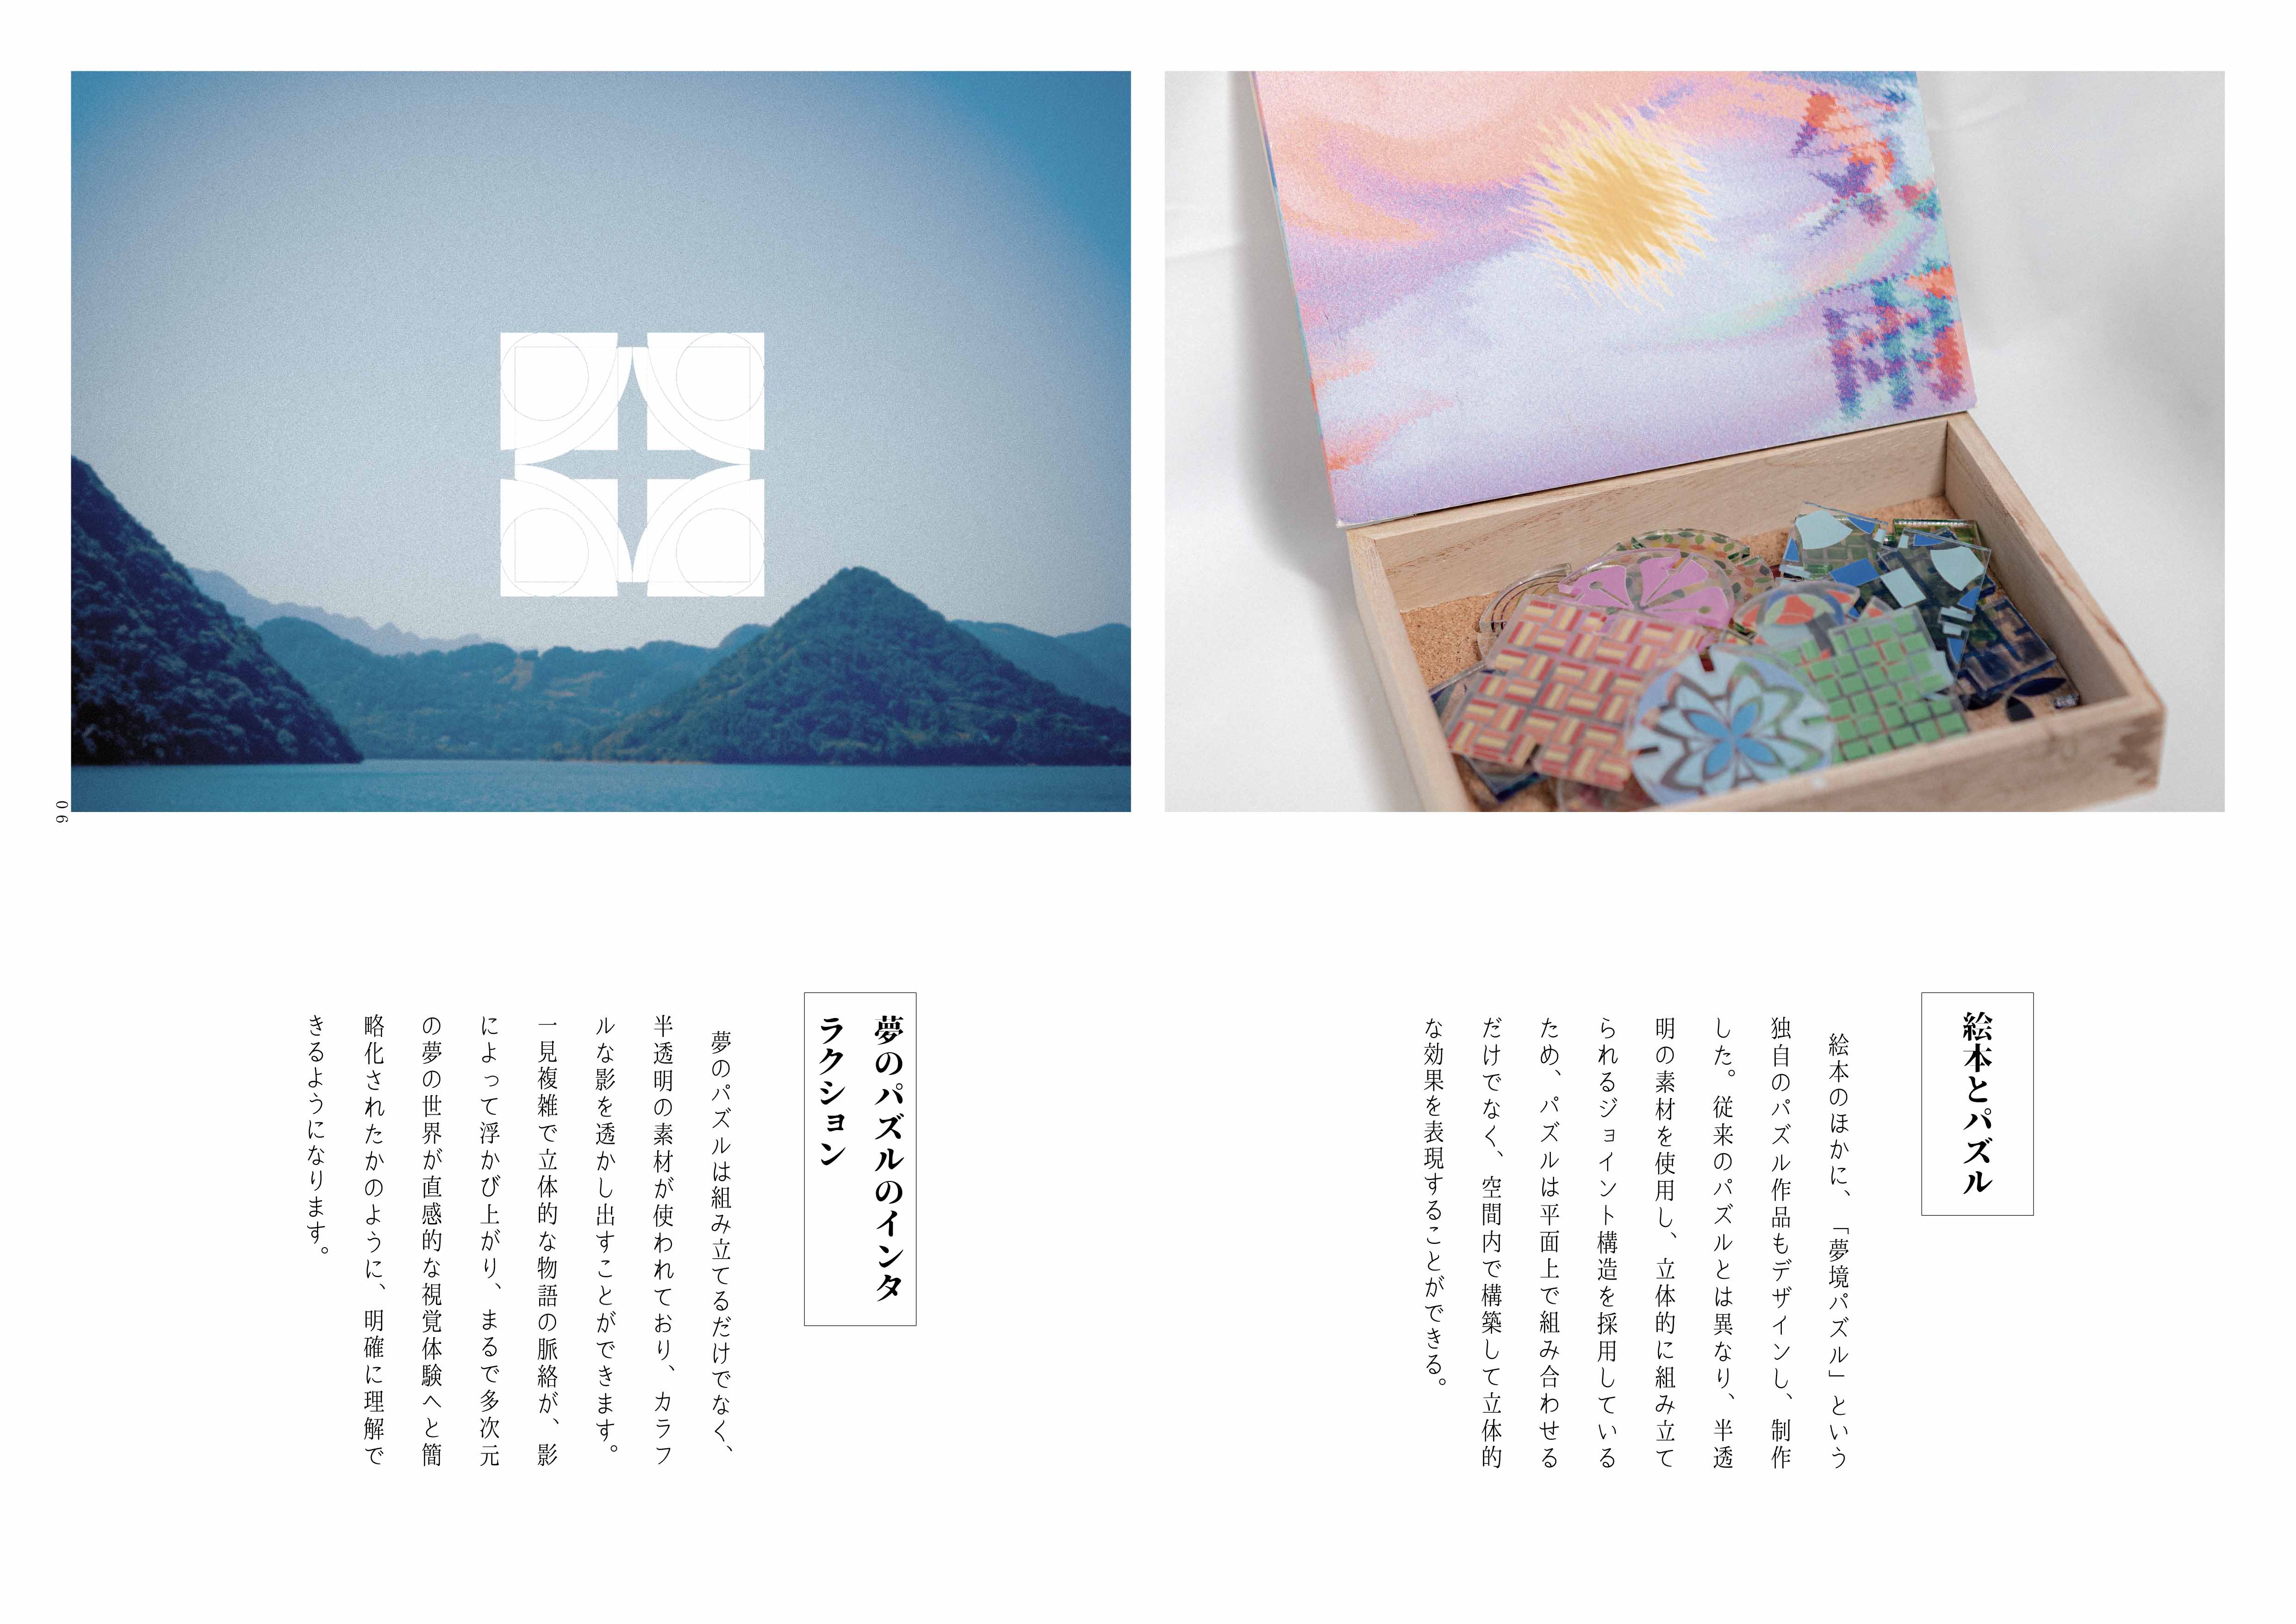 絵本とパズル
絵本のほかに、「夢境パズル」という
独自のパズル作品もデザインし、制作
した。従来のパズルとは異なり、半透
明の素材を使用し、立体的に組み立て
られるジョイント構造を採用している
ため、パズルは平面上で組み合わせる
だけでなく、空間内で構築して立体的
な効果を表現することができる。
夢のパズルのインタ
ラクション
夢のパズルは組み立てるだけでなく、
半透明の素材が使われており、カラフ
ルな影を透かし出すことができます。
一見複雑で立体的な物語の脈絡が、影
によって浮かび上がり、まるで多次元
の夢の世界が直感的な視覚体験へと簡
略化されたかのように、明確に理解で
きるようになります。
06